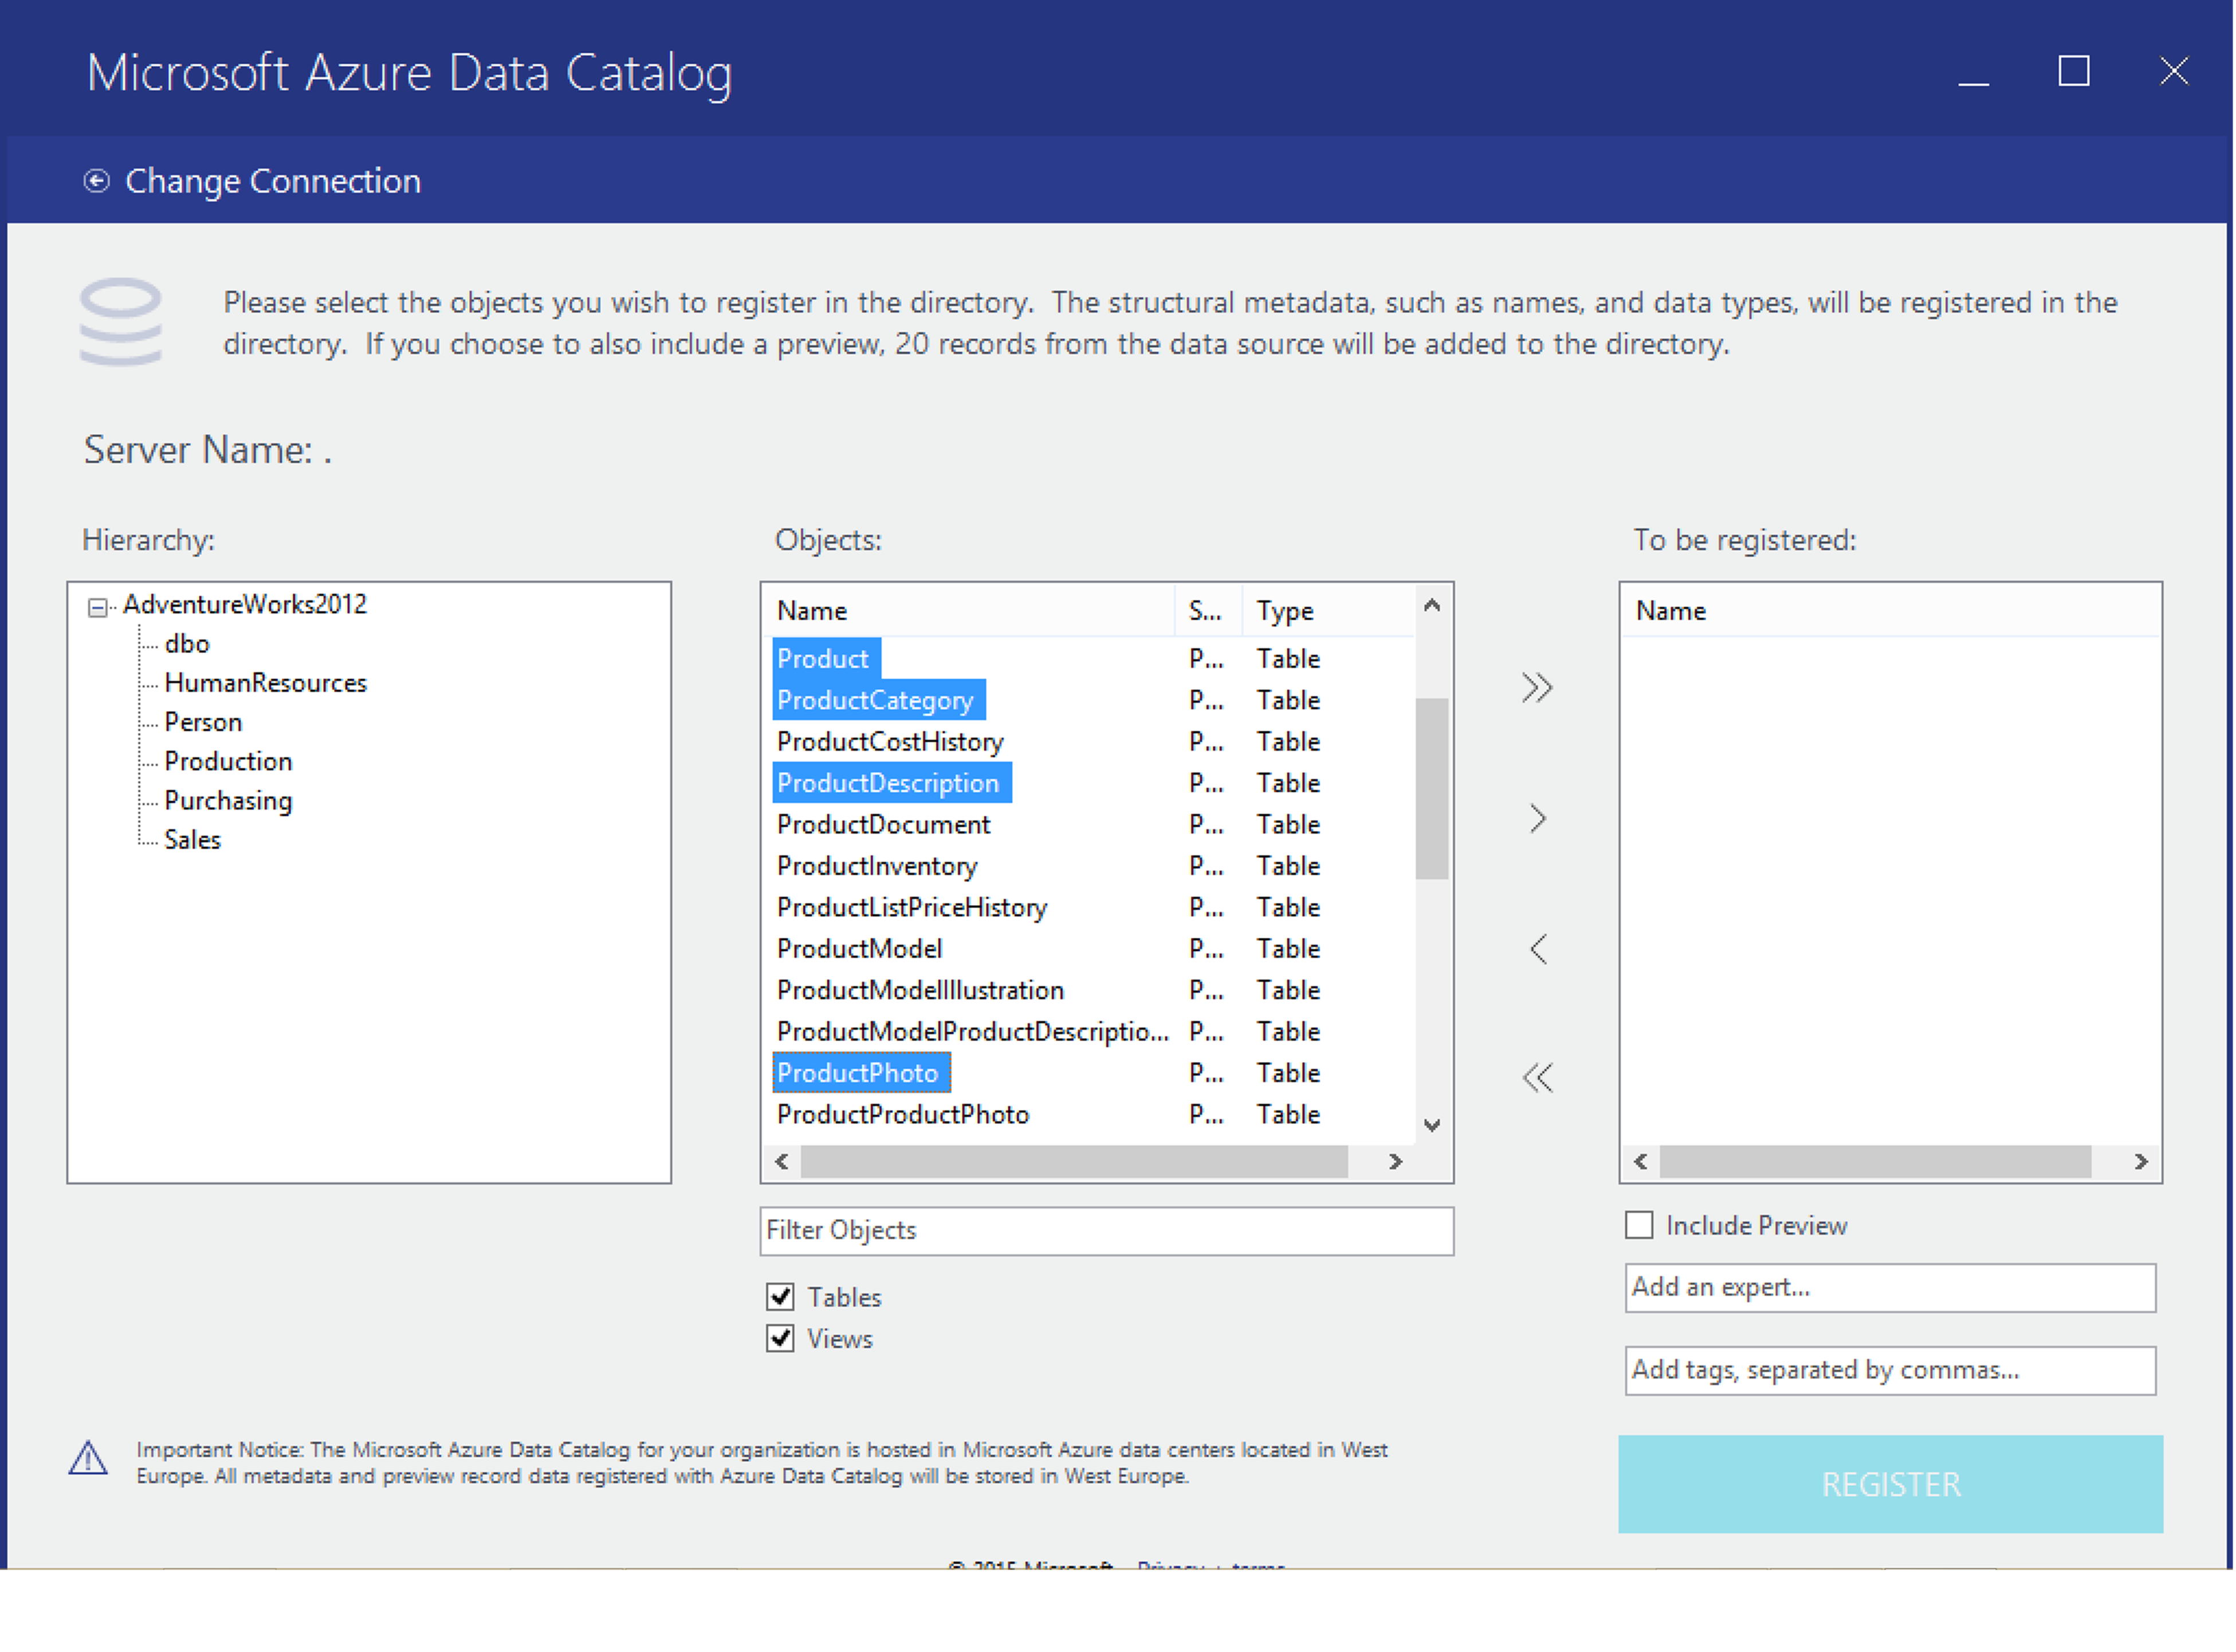 Microsoft Azure Data Catalog
Change Connection
Please select the objects you wish to register in the directory. The structural metadata, such as names, and data types, will be registered in the
directory. If you choose to also include a preview, 20 records from the data source will be added to the directory.
Server Name: .
Hierarchy:
AdventureWorks2012
dbo
HumanResources
Person
Production
Purchasing
Sales
Objects:
Name S... Type
Product P... Table
ProductCategory P... Table
ProductCostHistory P... Table
ProductDescription P... Table
ProductDocument P... Table
ProductInventory P... Table
ProductListPriceHistory P... Table
ProductModel P... Table
ProductModelIllustration P... Table
ProductModelProductDescriptio... P... Table
ProductPhoto P... Table
ProductProductPhoto P... Table
Filter Objects
Tables
Views
To be registered:
Name
Include Preview
Add an expert...
Add tags, separated by commas...
REGISTER
Important Notice: The Microsoft Azure Data Catalog for your organization is hosted in Microsoft Azure data centers located in West
Europe. All metadata and preview record data registered with Azure Data Catalog will be stored in West Europe.
© 2015 Microsoft Privacy + terms